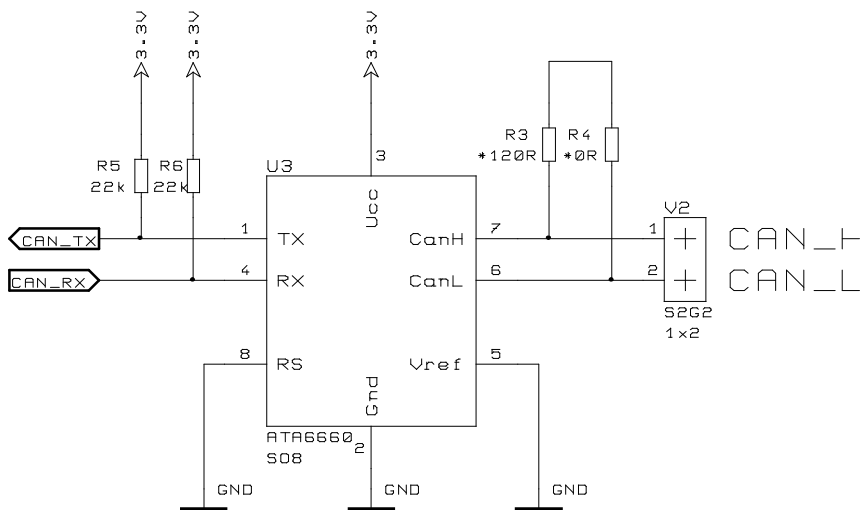 3.3V
3.3V
3.3V
R5
22k
R6
22k
U3
3
Vcc
R3
*120R
R4
*0R
V2
CAN_TX
1
TX
CanH
7
1
CAN_H
CAN_RX
4
RX
CanL
6
2
CAN_L
S2G2
1x2
8
RS
Vref
5
Gnd
ATA6660
2
SO8
GND
GND
GND